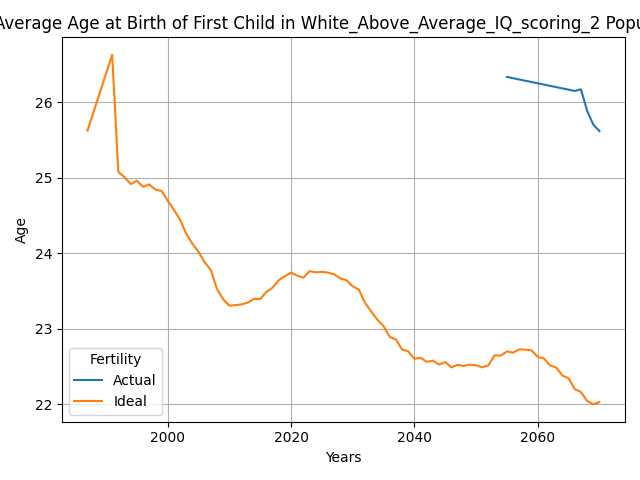 Average Age at Birth of First Child in White_Above_Average_IQ_scoring_2
Age
26
25
24
23
22
Fertility
Actual
Ideal
2000 2020 2040 2060
Years